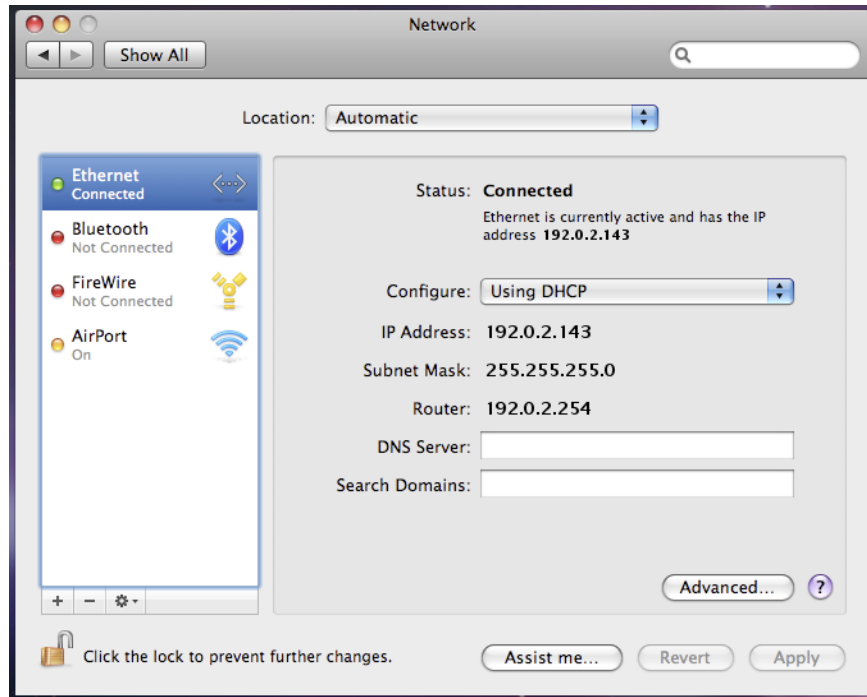 Network
Show All
Location: Automatic
Ethernet
Connected
Bluetooth
Not Connected
FireWire
Not Connected
AirPort
On
Status: Connected
Ethernet is currently active and has the IP
address 192.0.2.143
Configure: Using DHCP
IP Address: 192.0.2.143
Subnet Mask: 255.255.255.0
Router: 192.0.2.254
DNS Server:
Search Domains:
Advanced... ?
Click the lock to prevent further changes.
Assist me... Revert Apply